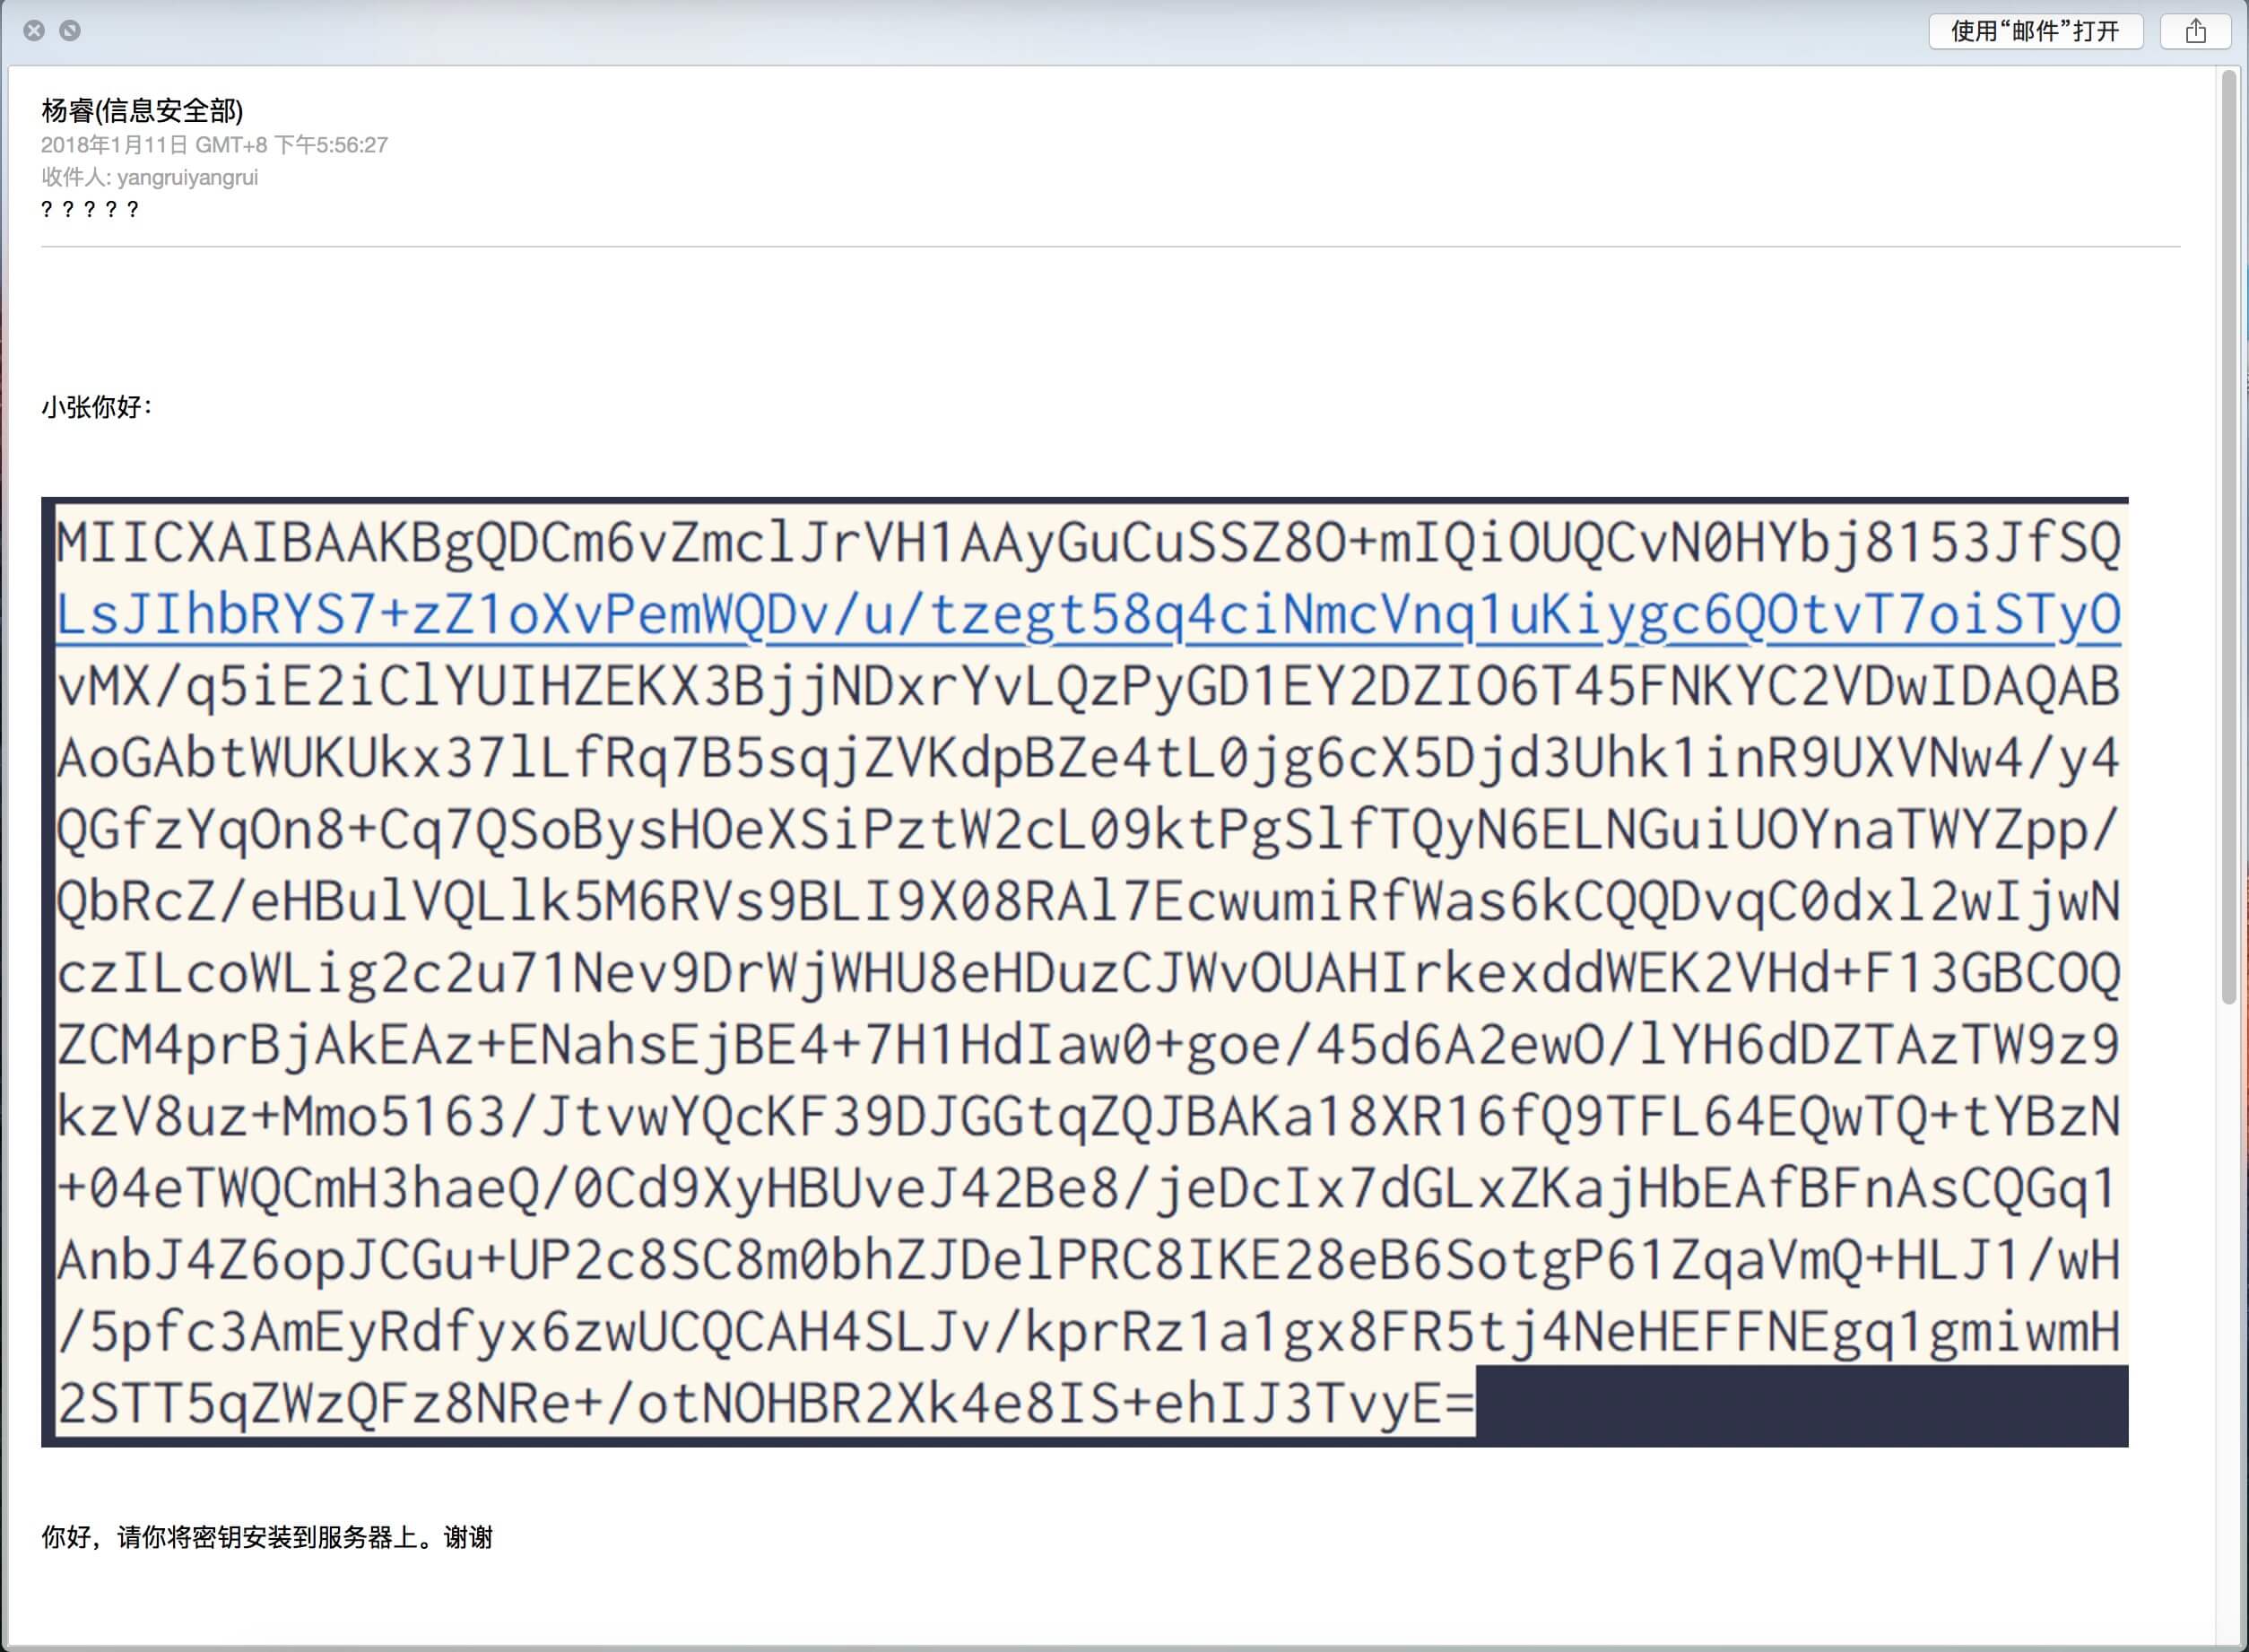 使用“邮件”打开
杨睿(信息安全部)
2018年1月11日 GMT+8 下午5:56:27
收件人: yangruiyangrui
？？？？？
小张你好：
MIICXAIBAAKBgQDCm6vZmclJrVH1AAyGuCuSSZ8O+mIQiOUQCvN0HYbj8153JfSQ
LsJIhbRYS7+zZ1oXvPemWQDv/u/tzegt58q4ciNmcVnq1uKiygc6QOtvT7oiSTyO
vMX/q5iE2iClYUIHZEKX3BjjNDxrYvLQzPyGD1EY2DZIO6T45FNKYC2VDwIDAQAB
AoGAbtWUKUkx37lLfRq7B5sqjZVKdpBZe4tL0jg6cX5Djd3Uhk1inR9UXVNw4/y4
QGfzYqOn8+Cq7QSoBysHOeXSiPztW2cL09ktPgSlfTQyN6ELNGuiUOYnaTWYZpp/
QbRcZ/eHBulVQLlk5M6RVs9BLI9X08RAl7EcwumiRfWas6kCQQDvqC0dxl2wIjwN
czILcoWLig2c2u71Nev9DrWjWHU8eHDuzCJWvOUAHIrkexddWEK2VHd+F13GBCOQ
ZCM4prBjAkEAz+ENahsEjBE4+7H1HdIaw0+goe/45d6A2ewO/lYH6dDZTAzTW9z9
kzV8uz+Mmo5163/JtvwYQcKF39DJGGtqZQJBAKa18XR16fQ9TFL64EQwTQ+tYBzN
+04eTWQCmH3haeQ/0Cd9XyHBUveJ42Be8/jeDcIx7dGLxZKajHbEAfBFnAsCQGq1
AnbJ4Z6opJCGu+UP2c8SC8m0bhZJDelPRC8IKE28eB6SotgP61ZqaVmQ+HLJ1/wH
/5pfc3AmEyRdfyx6zwUCQCAH4SLJv/kprRz1a1gx8FR5tj4NeHEFFNEgq1gmiwmH
2STT5qZWzQFz8NRe+/otNOHBR2Xk4e8IS+ehIJ3TvyE=
你好，请你将密钥安装到服务器上。谢谢